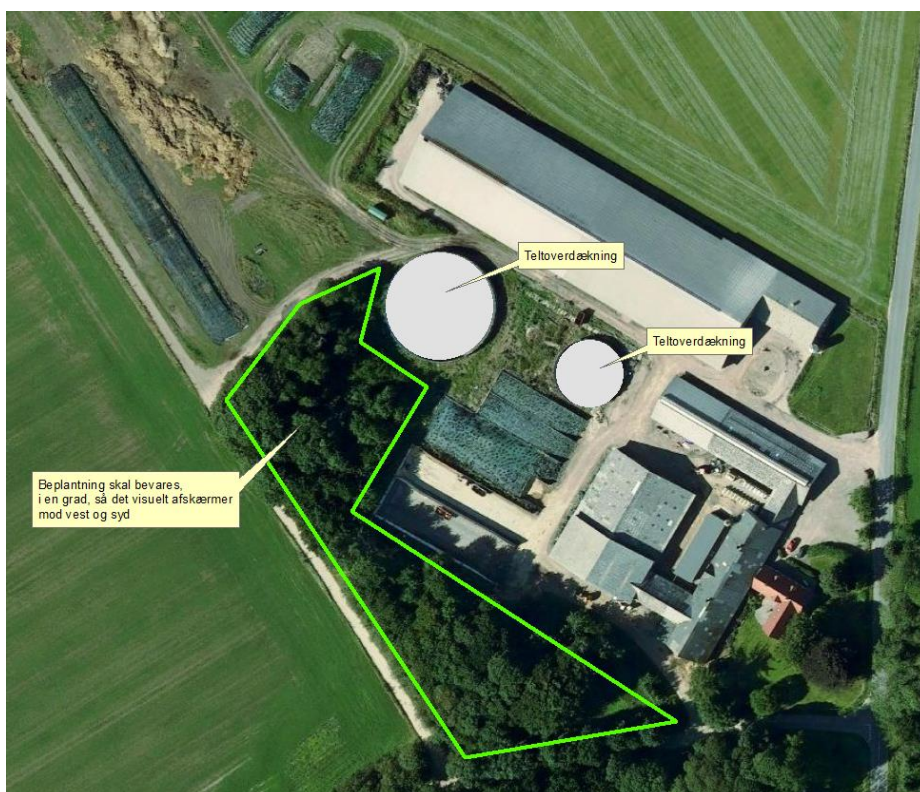 Teltoverdækning
Teltoverdækning
Beplantning skal bevares,
i en grad, så det visuelt afskærmer
mod vest og syd